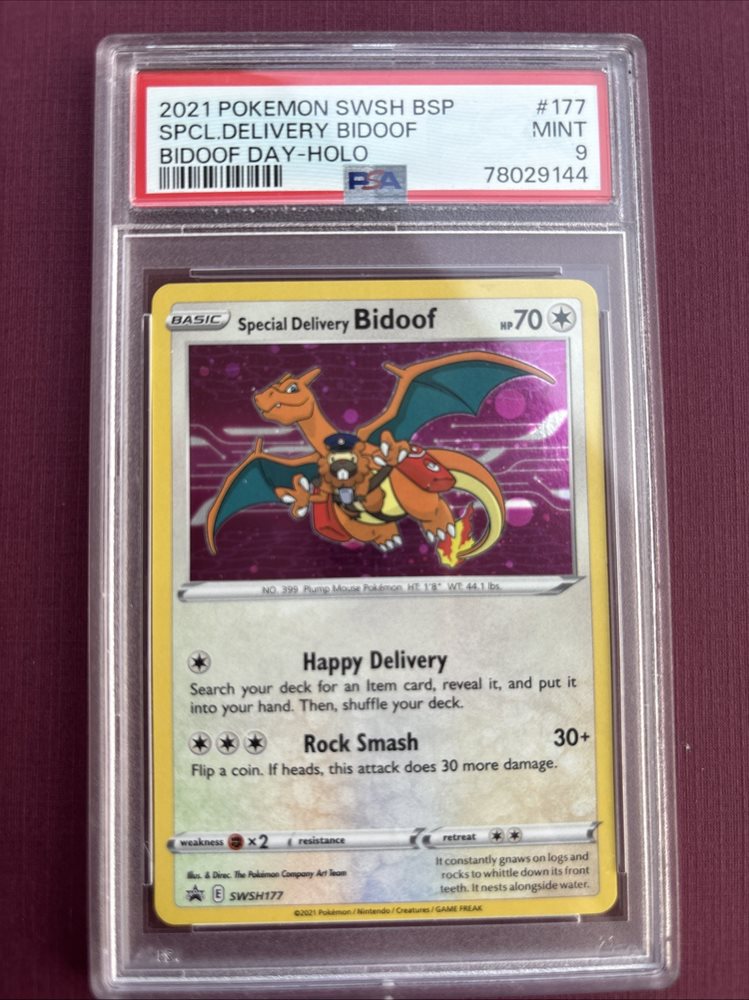 2021 POKEMON SWSH BSP #177
SPCL.DELIVERY BIDOOF MINT
BIDOOF DAY-HOLO 9
PSA 78029144
BASIC Special Delivery Bidoof HP 70
NO. 399 Plump Mouse Pokémon HT: 1'8" WT: 44.1 lbs.
Happy Delivery
Search your deck for an Item card, reveal it, and put it
into your hand. Then, shuffle your deck.
Rock Smash 30+
Flip a coin. If heads, this attack does 30 more damage.
weakness ×2 resistance retreat
It constantly gnaws on logs and
rocks to whittle down its front
teeth. It nests alongside water.
Illus. & Direc. The Pokémon Company Art Team
E SWSH177
©2021 Pokémon / Nintendo / Creatures / GAME FREAK